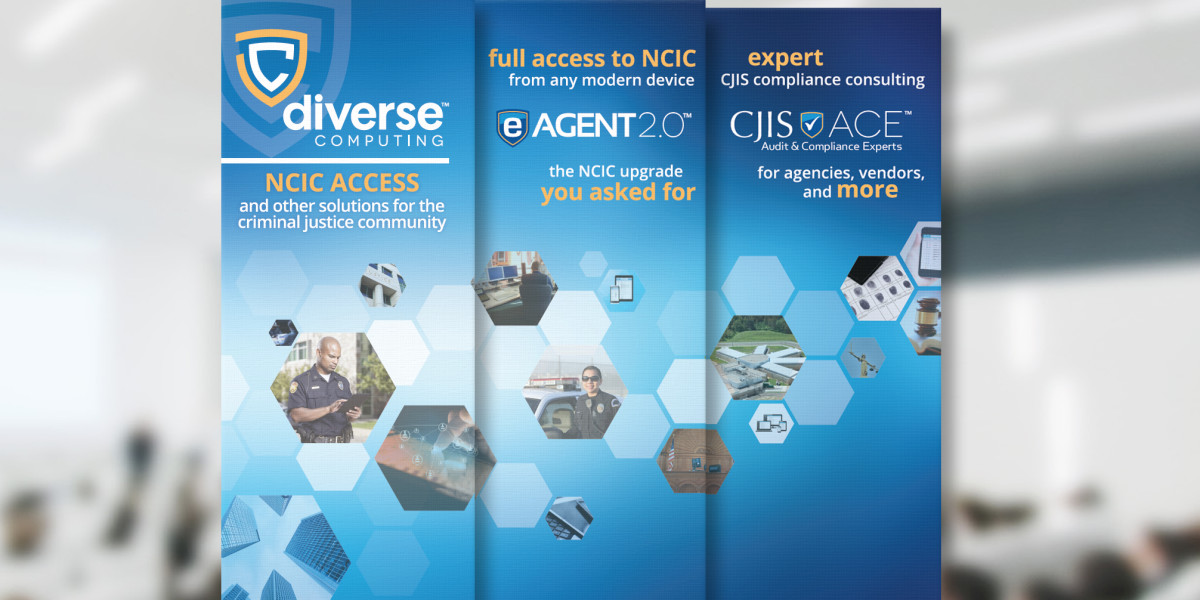 diverse™
COMPUTING
NCIC ACCESS
and other solutions for the
criminal justice community
full access to NCIC
from any modern device
e AGENT 2.0™
the NCIC upgrade
you asked for
expert
CJIS compliance consulting
CJIS ACE™
Audit & Compliance Experts
for agencies, vendors,
and more